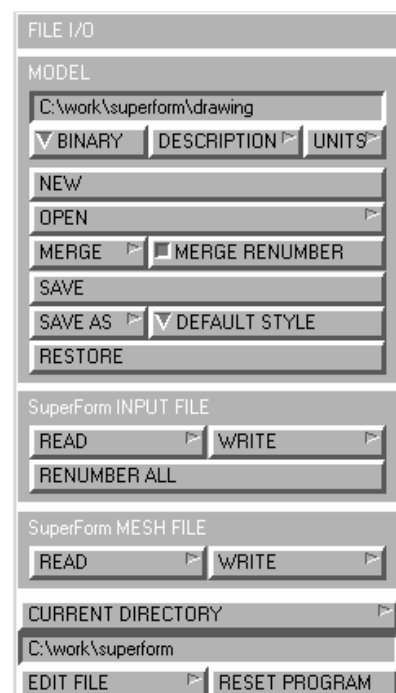 FILE I/O
MODEL
C:\work\superform\drawing
BINARY DESCRIPTION UNITS
NEW
OPEN
MERGE MERGE RENUMBER
SAVE
SAVE AS DEFAULT STYLE
RESTORE
SuperForm INPUT FILE
READ WRITE
RENUMBER ALL
SuperForm MESH FILE
READ WRITE
CURRENT DIRECTORY
C:\work\superform
EDIT FILE RESET PROGRAM